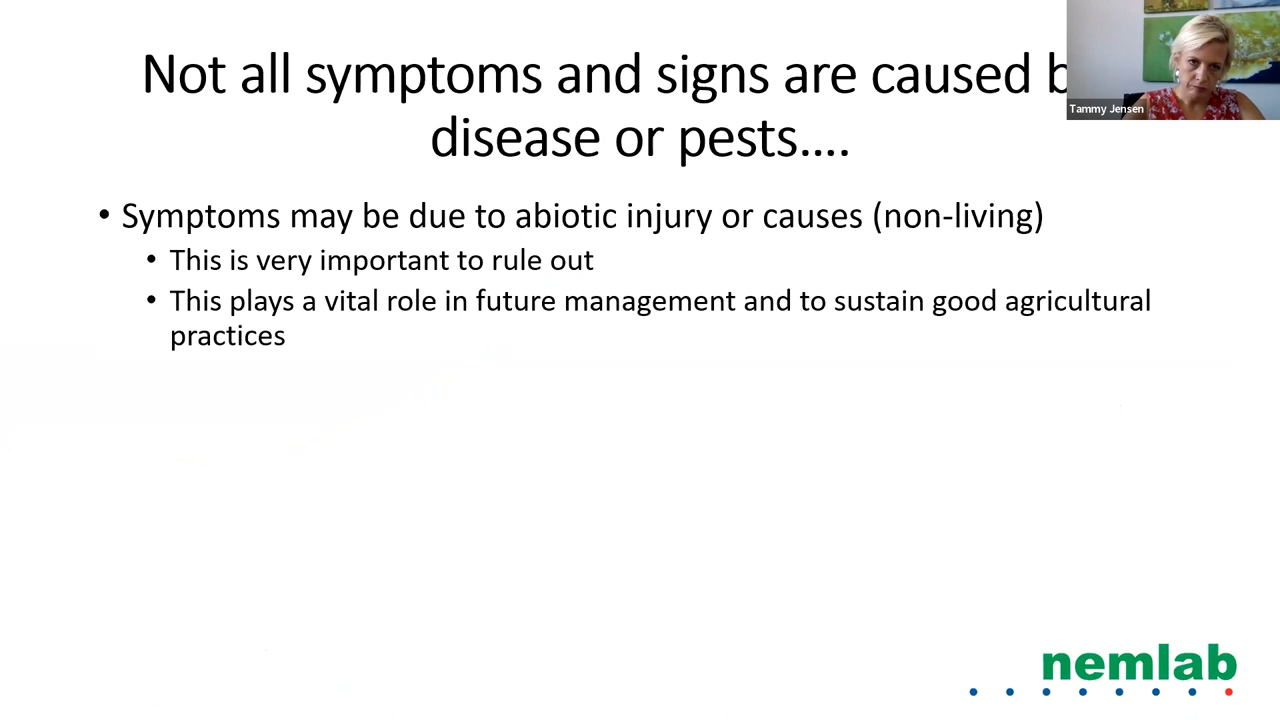 Not all symptoms and signs are caused
disease or pests....
Tammy Jensen
• Symptoms may be due to abiotic injury or causes (non-living)
• This is very important to rule out
• This plays a vital role in future management and to sustain good agricultural
practices
nemlab